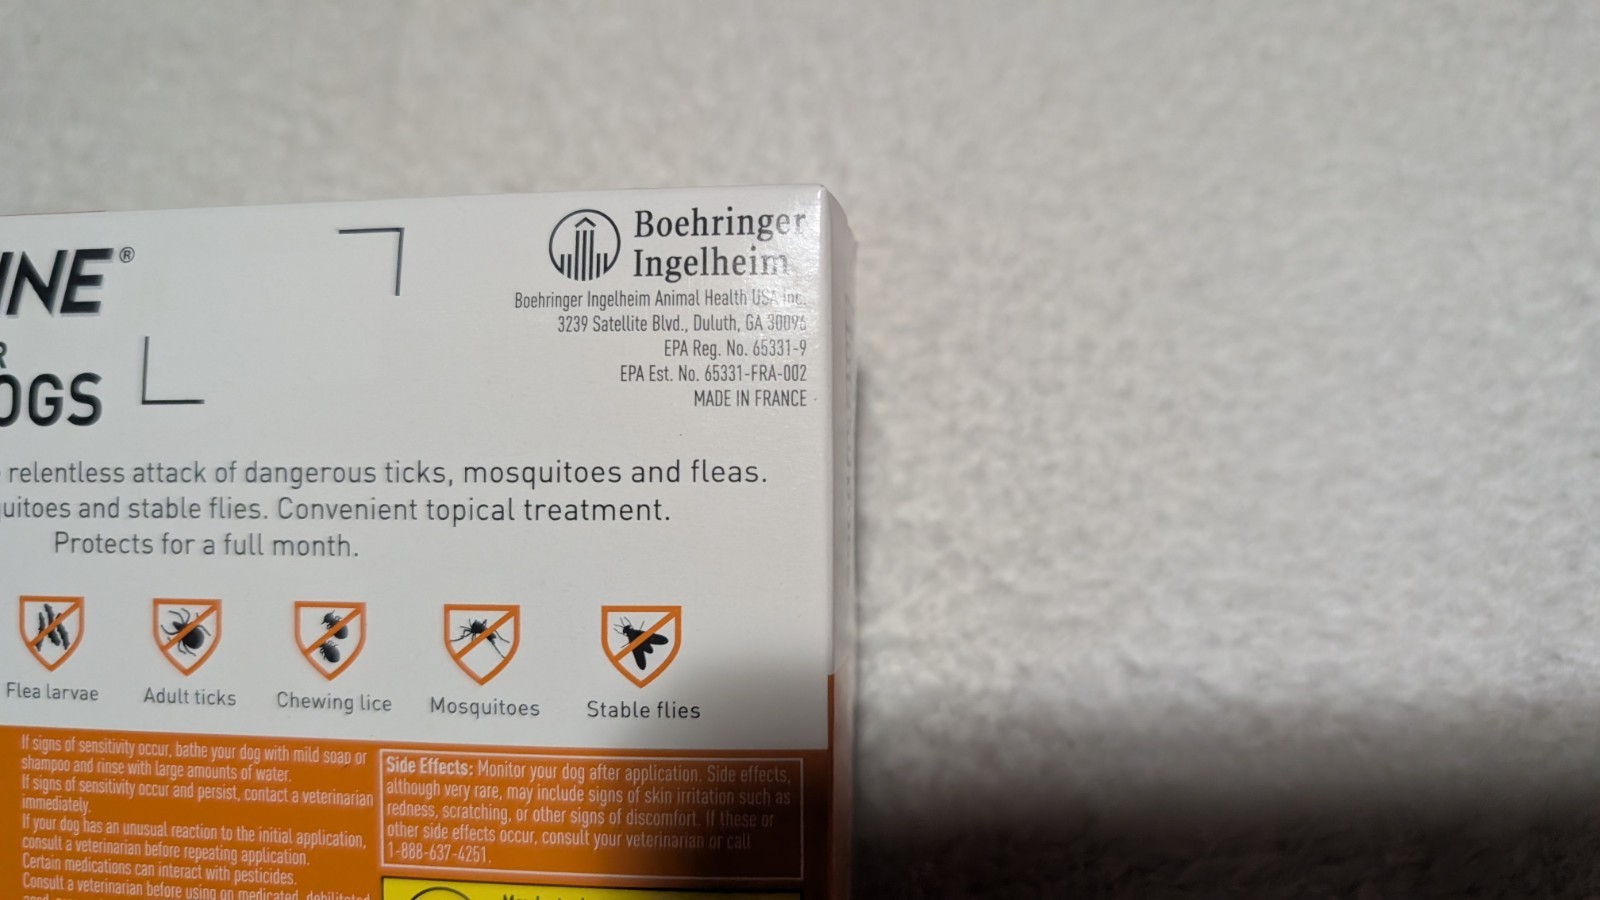 Boehringer
Ingelheim
Boehringer Ingelheim Animal Health USA Inc.
3239 Satellite Blvd., Duluth, GA 30096
EPA Reg. No. 65331-9
EPA Est. No. 65331-FRA-002
MADE IN FRANCE
INE®
R
OGS
relentless attack of dangerous ticks, mosquitoes and fleas.
uitoes and stable flies. Convenient topical treatment.
Protects for a full month.
Flea larvae
Adult ticks
Chewing lice
Mosquitoes
Stable flies
If signs of sensitivity occur, bathe your dog with mild soap or
shampoo and rinse with large amounts of water.
If signs of sensitivity occur and persist, contact a veterinarian
immediately.
If your dog has an unusual reaction to the initial application,
consult a veterinarian before repeating application.
Certain medications can interact with pesticides.
Consult a veterinarian before using on medicated, debilitated
Side Effects: Monitor your dog after application. Side effects,
although very rare, may include signs of skin irritation such as
redness, scratching, or other signs of discomfort. If these or
other side effects occur, consult your veterinarian or call
1-888-637-4251.